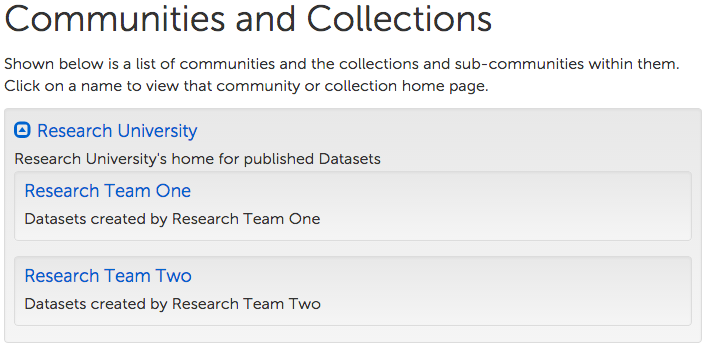 Communities and Collections
Shown below is a list of communities and the collections and sub-communities within them.
Click on a name to view that community or collection home page.
Research University
Research University's home for published Datasets
Research Team One
Datasets created by Research Team One
Research Team Two
Datasets created by Research Team Two